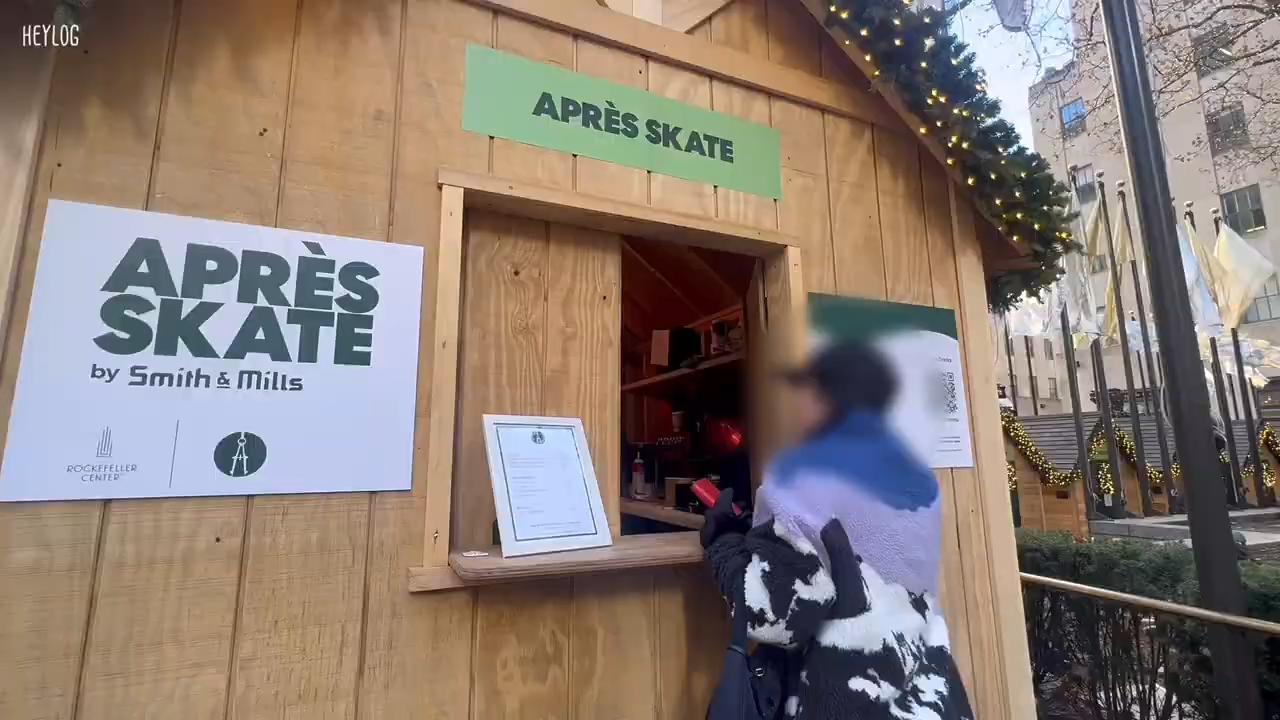 HEYLOG
APRÈS SKATE
APRÈS
SKATE
by Smith & Mills
ROCKEFELLER
CENTER